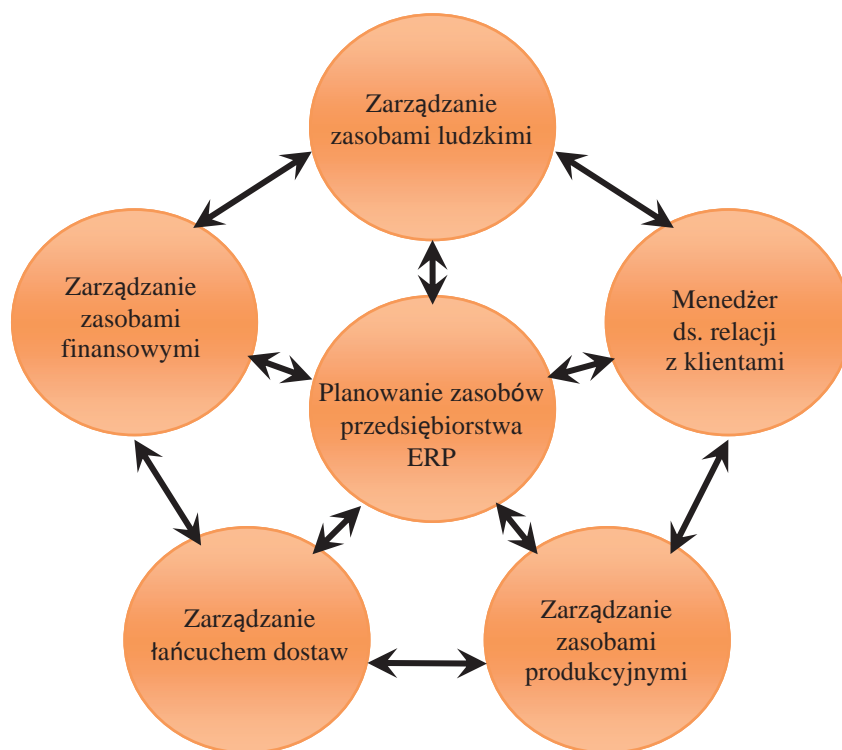 Zarządzanie
zasobami ludzkimi
Zarządzanie
zasobami
finansowymi
Menedżer
ds. relacji
z klientami
Planowanie zasobów
przedsiębiorstwa
ERP
Zarządzanie
łańcuchem dostaw
Zarządzanie
zasobami
produkcyjnymi